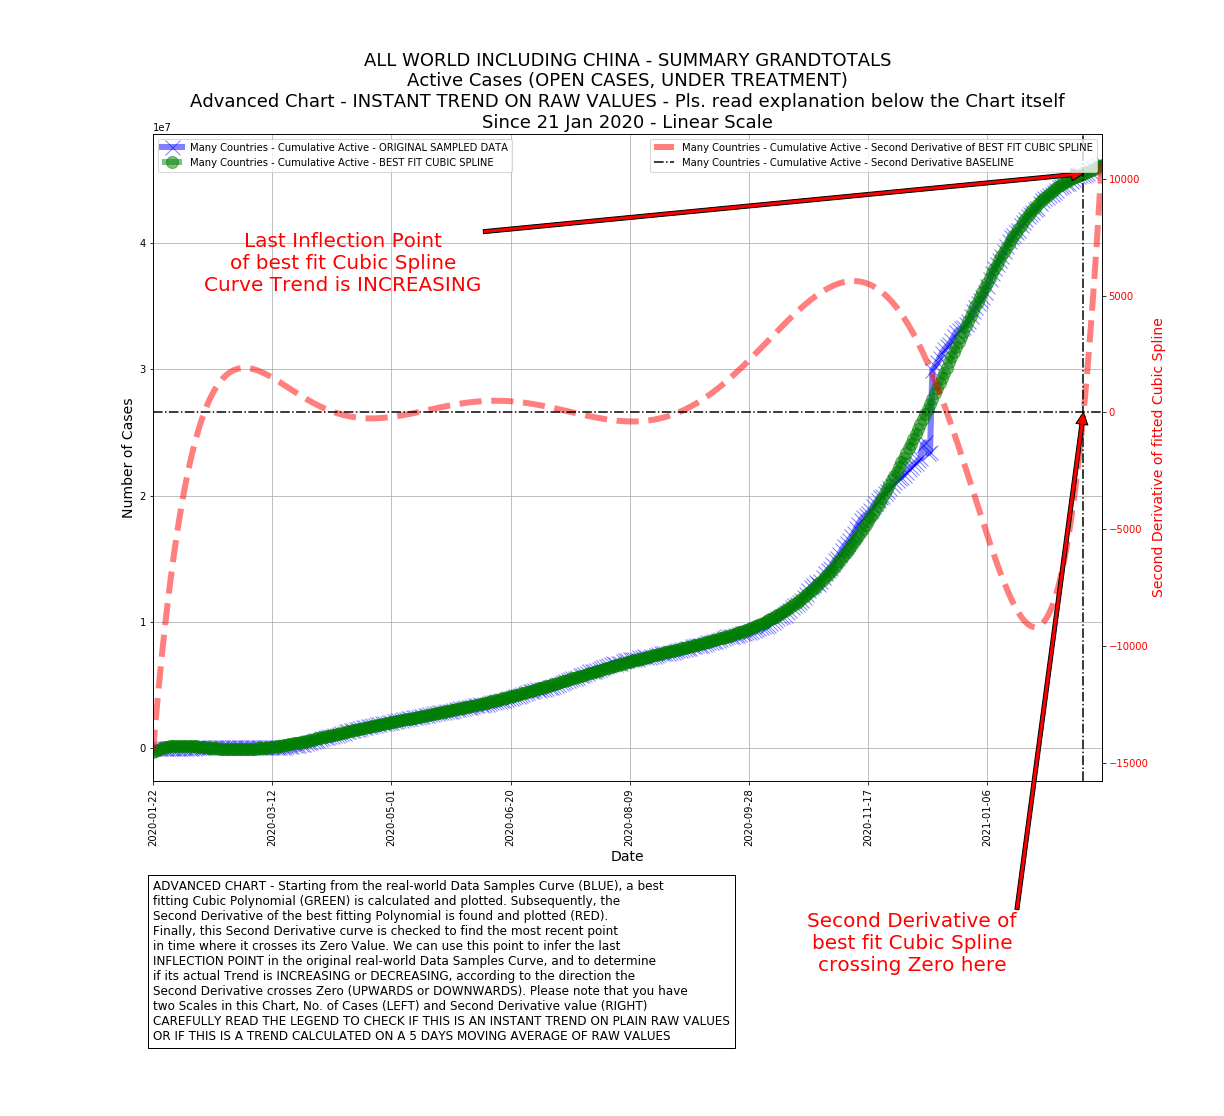 ALL WORLD INCLUDING CHINA - SUMMARY GRANDTOTALS
Active Cases (OPEN CASES, UNDER TREATMENT)
Advanced Chart - INSTANT TREND ON RAW VALUES - Pls. read explanation below the Chart itself
Since 21 Jan 2020 - Linear Scale
1e7
Many Countries - Cumulative Active - ORIGINAL SAMPLED DATA
Many Countries - Cumulative Active - BEST FIT CUBIC SPLINE
Many Countries - Cumulative Active - Second Derivative of BEST FIT CUBIC SPLINE
Many Countries - Cumulative Active - Second Derivative BASELINE
Last Inflection Point
of best fit Cubic Spline
Curve Trend is INCREASING
4
3
2
1
0
Number of Cases
10000
5000
0
−5000
−10000
−15000
Second Derivative of fitted Cubic Spline
2020-01-22
2020-03-12
2020-05-01
2020-06-20
2020-08-09
2020-09-28
2020-11-17
2021-01-06
Date
Second Derivative of
best fit Cubic Spline
crossing Zero here
ADVANCED CHART - Starting from the real-world Data Samples Curve (BLUE), a best
fitting Cubic Polynomial (GREEN) is calculated and plotted. Subsequently, the
Second Derivative of the best fitting Polynomial is found and plotted (RED).
Finally, this Second Derivative curve is checked to find the most recent point
in time where it crosses its Zero Value. We can use this point to infer the last
INFLECTION POINT in the original real-world Data Samples Curve, and to determine
if its actual Trend is INCREASING or DECREASING, according to the direction the
Second Derivative crosses Zero (UPWARDS or DOWNWARDS). Please note that you have
two Scales in this Chart, No. of Cases (LEFT) and Second Derivative value (RIGHT)
CAREFULLY READ THE LEGEND TO CHECK IF THIS IS AN INSTANT TREND ON PLAIN RAW VALUES
OR IF THIS IS A TREND CALCULATED ON A 5 DAYS MOVING AVERAGE OF RAW VALUES